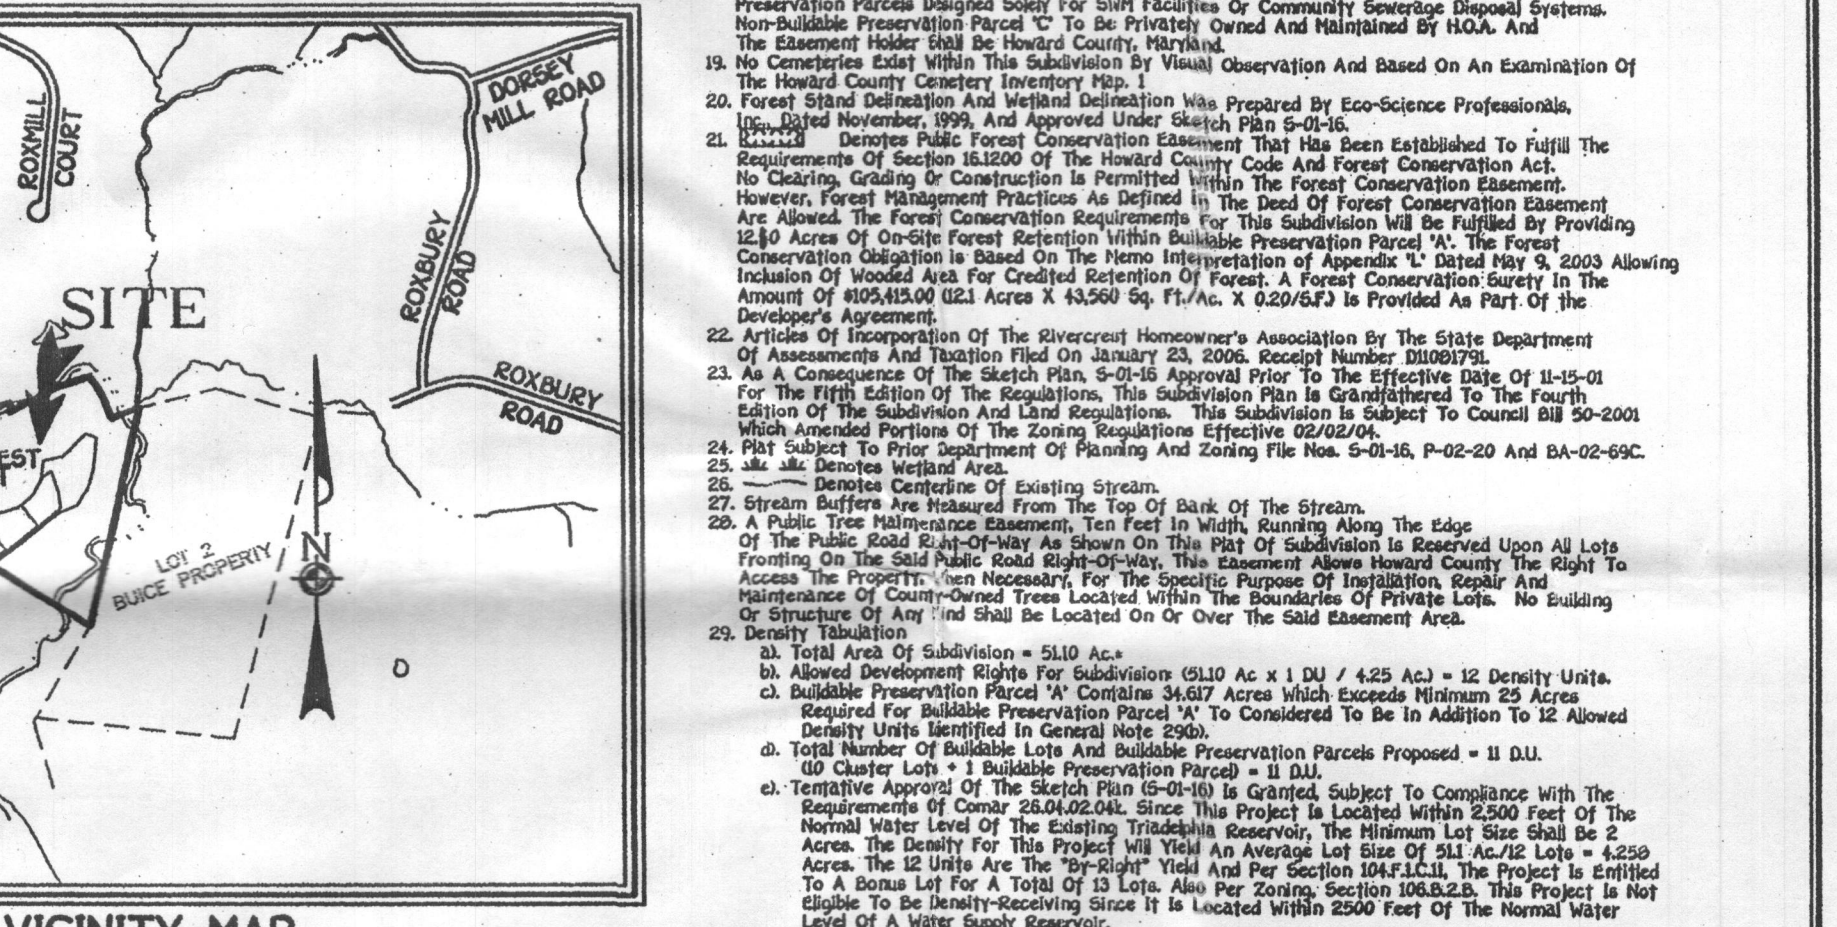 ROXMILL
COURT
DORSEY
MILL ROAD
ROXBURY
ROAD
SITE
ROXBURY
ROAD
EST
LOT 2
BUICE PROPERTY
N
VICINITY MAP
Preservation Parcels Designed Solely For SWM Facilities Or Community Sewerage Disposal Systems.
Non-Buildable Preservation Parcel 'C' To Be Privately Owned And Maintained By H.O.A. And
The Easement Holder Shall Be Howard County, Maryland.
19. No Cemeteries Exist Within This Subdivision By Visual Observation And Based On An Examination Of
The Howard County Cemetery Inventory Map. 1
20. Forest Stand Delineation And Wetland Delineation Was Prepared By Eco-Science Professionals,
Inc., Dated November, 1999, And Approved Under Sketch Plan S-01-16.
21. Denotes Public Forest Conservation Easement That Has Been Established To Fulfill The
Requirements Of Section 16.1200 Of The Howard County Code And Forest Conservation Act.
No Clearing, Grading Or Construction Is Permitted Within The Forest Conservation Easement.
However, Forest Management Practices As Defined In The Deed Of Forest Conservation Easement
Are Allowed. The Forest Conservation Requirements For This Subdivision Will Be Fulfilled By Providing
Acres Of On-Site Forest Retention Within Buildable Preservation Parcel 'A'. The Forest
Conservation Obligation is Based On The Memo Interpretation of Appendix 'L' Dated May 9, 2003 Allowing
Inclusion Of Wooded Area For Credited Retention Of Forest. A Forest Conservation Surety In The
Amount Of $105,415.00 (12.1 Acres X 43,560 Sq. Ft./Ac. X 0.20/S.F.) Is Provided As Part Of the
Developer's Agreement.
22. Articles Of Incorporation Of The Rivercrest Homeowner's Association By The State Department
Of Assessments And Taxation Filed On January 23, 2006. Receipt Number D11081791.
23. As A Consequence Of The Sketch Plan, S-01-16 Approval Prior To The Effective Date Of 11-15-01
For The Fifth Edition Of The Regulations, This Subdivision Plan Is Grandfathered To The Fourth
Edition Of The Subdivision And Land Regulations. This Subdivision Is Subject To Council Bill 50-2001
Which Amended Portions Of The Zoning Regulations Effective 02/02/04.
24. Plat Subject To Prior Department Of Planning And Zoning File Nos. S-01-16, P-02-20 And BA-02-69C.
25. Denotes Wetland Area.
26. Denotes Centerline Of Existing Stream.
27. Stream Buffers Are Measured From The Top Of Bank Of The Stream.
28. A Public Tree Maintenance Easement, Ten Feet In Width, Running Along The Edge
Of The Public Road Right-Of-Way As Shown On This Plat Of Subdivision Is Reserved Upon All Lots
Fronting On The Said Public Road Right-Of-Way. This Easement Allows Howard County The Right To
Access The Property, When Necessary, For The Specific Purpose Of Installation, Repair And
Maintenance Of County-Owned Trees Located Within The Boundaries Of Private Lots. No Building
Or Structure Of Any Kind Shall Be Located On Or Over The Said Easement Area.
29. Density Tabulation
a). Total Area Of Subdivision = 51.10 Ac.±
b). Allowed Development Rights For Subdivision: (51.10 Ac x 1 DU / 4.25 Ac.) = 12 Density Units.
c). Buildable Preservation Parcel 'A' Contains 34.617 Acres Which Exceeds Minimum 25 Acres
Required For Buildable Preservation Parcel 'A' To Considered To Be In Addition To 12 Allowed
Density Units Identified In General Note 29(b).
d). Total Number Of Buildable Lots And Buildable Preservation Parcels Proposed = 11 D.U.
(10 Cluster Lots + 1 Buildable Preservation Parcel) = 11 D.U.
e). Tentative Approval Of The Sketch Plan (S-01-16) Is Granted, Subject To Compliance With The
Requirements Of Comar 26.04.02.04k. Since This Project Is Located Within 2,500 Feet Of The
Normal Water Level Of The Existing Triadelphia Reservoir, The Minimum Lot Size Shall Be 2
Acres. The Density For This Project Will Yield An Average Lot Size Of 51.1 Ac./12 Lots = 4.258
Acres. The 12 Units Are The "By-Right" Yield And Per Section 104.F.1.C.11, The Project Is Entitled
To A Bonus Lot For A Total Of 13 Lots. Also Per Zoning, Section 106.B.2.B. This Project Is Not
Eligible To Be Density-Receiving Since It Is Located Within 2500 Feet Of The Normal Water
Level Of A Water Supply Reservoir.